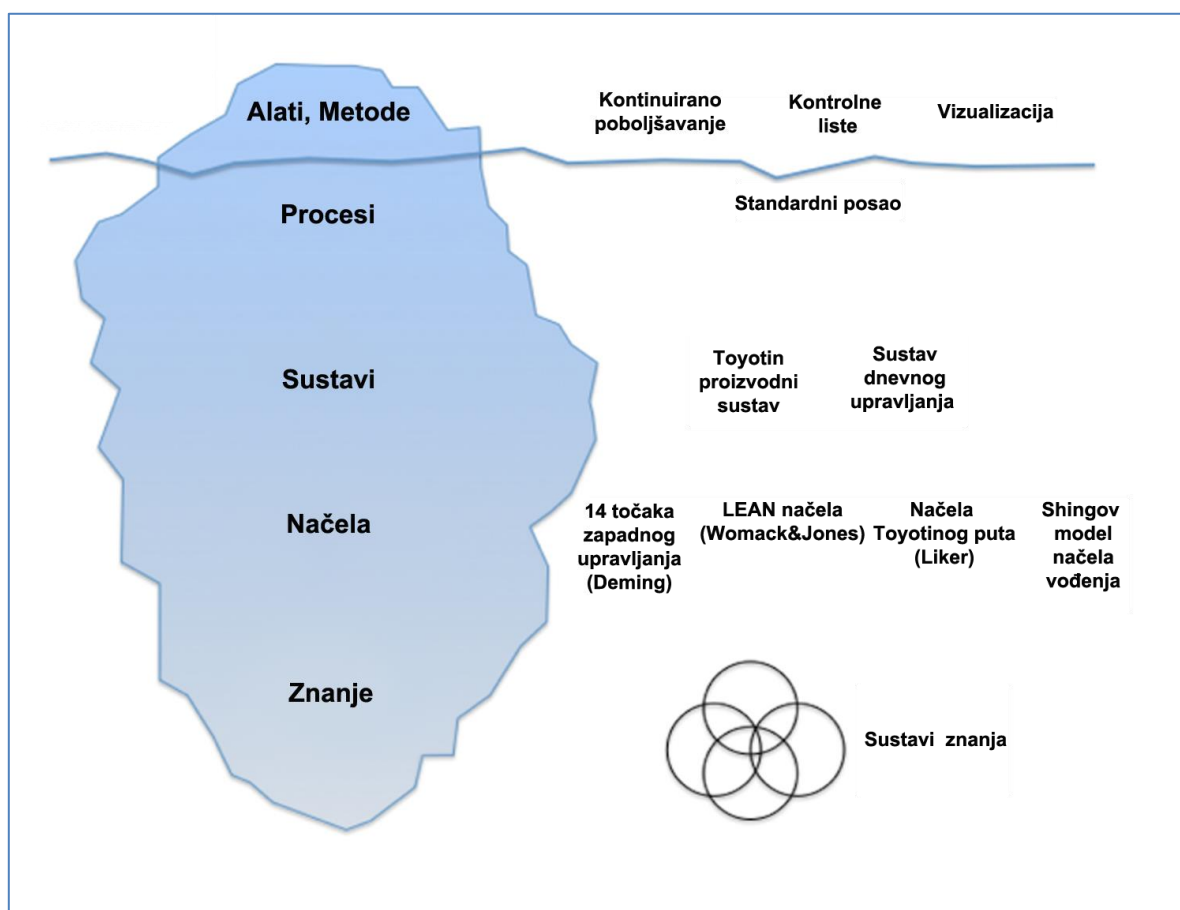 Alati, Metode
Kontinuirano
poboljšavanje
Kontrolne
liste
Vizualizacija
Procesi
Standardni posao
Sustavi
Toyotin
proizvodni
sustav
Sustav
dnevnog
upravljanja
Načela
14 točaka
zapadnog
upravljanja
(Deming)
LEAN načela
(Womack&Jones)
Načela
Toyotinog puta
(Liker)
Shingov
model
načela
vođenja
Znanje
Sustavi znanja